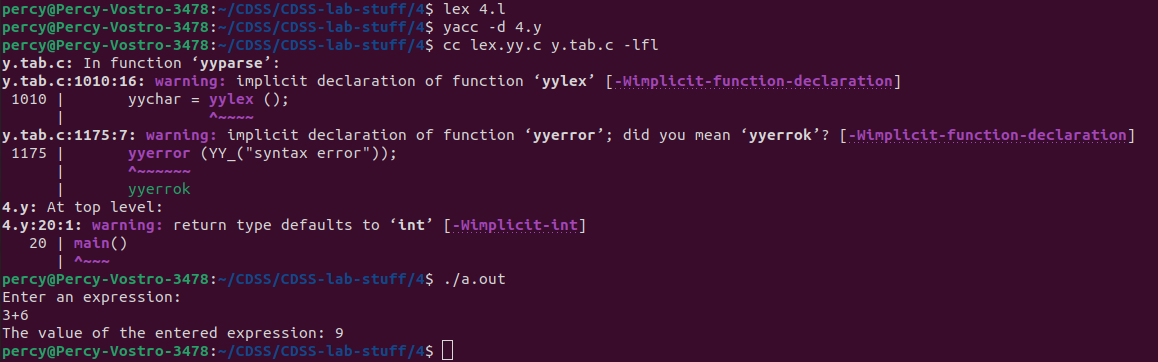 percy@Percy-Vostro-3478:~/CDSS/CDSS-lab-stuff/4$ lex 4.l
percy@Percy-Vostro-3478:~/CDSS/CDSS-lab-stuff/4$ yacc -d 4.y
percy@Percy-Vostro-3478:~/CDSS/CDSS-lab-stuff/4$ cc lex.yy.c y.tab.c -lfl
y.tab.c: In function ‘yyparse’:
y.tab.c:1010:16: warning: implicit declaration of function ‘yylex’ [-Wimplicit-function-declaration]
 1010 |       yychar = yylex ();
      |                ^~~~~
y.tab.c:1175:7: warning: implicit declaration of function ‘yyerror’; did you mean ‘yyerrok’? [-Wimplicit-function-declaration]
 1175 |       yyerror (YY_("syntax error"));
      |       ^~~~~~~
      |       yyerrok
4.y: At top level:
4.y:20:1: warning: return type defaults to ‘int’ [-Wimplicit-int]
   20 | main()
      | ^~~~
percy@Percy-Vostro-3478:~/CDSS/CDSS-lab-stuff/4$ ./a.out
Enter an expression:
3+6
The value of the entered expression: 9
percy@Percy-Vostro-3478:~/CDSS/CDSS-lab-stuff/4$